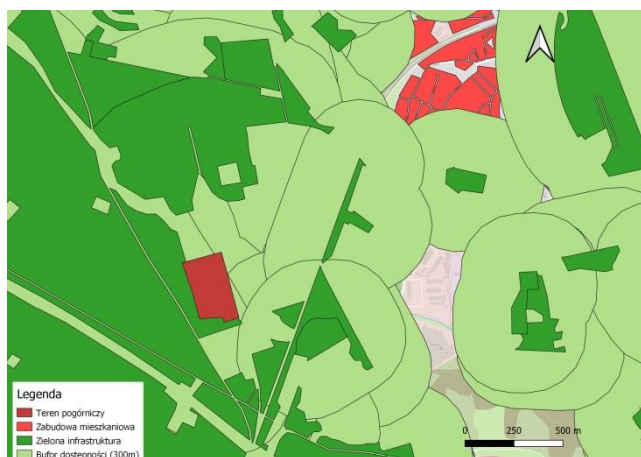 Legenda
Teren pogórniczy
Zabudowa mieszkaniowa
Zielona infrastruktura
Bufor dostępności (300m)
0 250 500 m